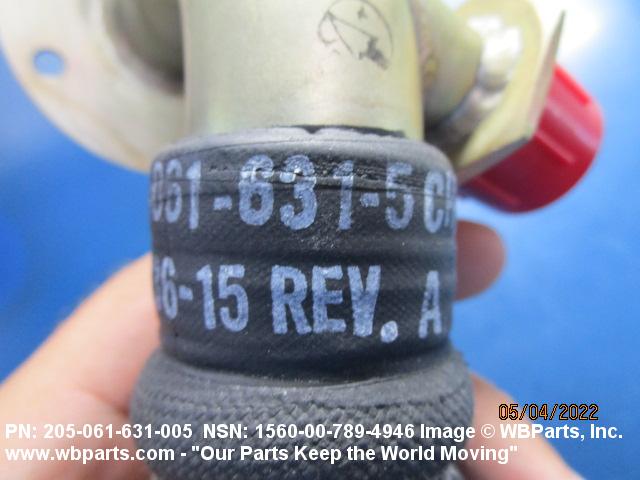 061-631-5 C
6-15 REV. A
05/04/2022
PN: 205-061-631-005 NSN: 1560-00-789-4946 Image © WBParts, Inc.
www.wbparts.com - "Our Parts Keep the World Moving"